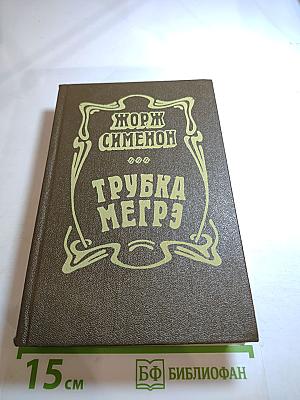 ЖОРЖ
СИМЕНОН
ТРУБКА
МЕГРЭ
15 см
БФ БИБЛИОФАН